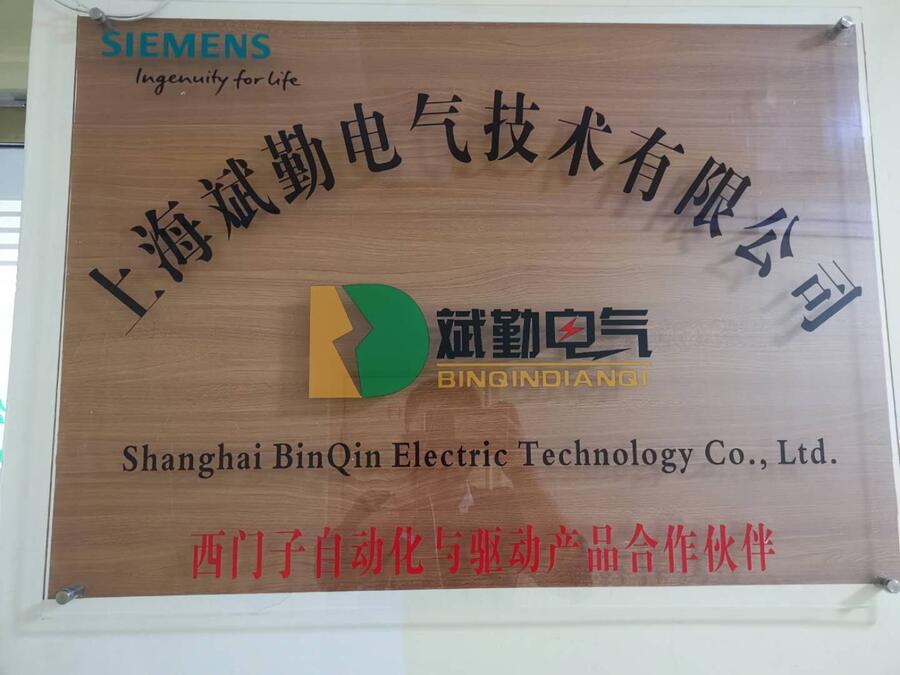 SIEMENS
Ingenuity for life
上海斌勤电气技术有限公司
斌勤电气
BINQINDIANQI
Shanghai BinQin Electric Technology Co., Ltd.
西门子自动化与驱动产品合作伙伴